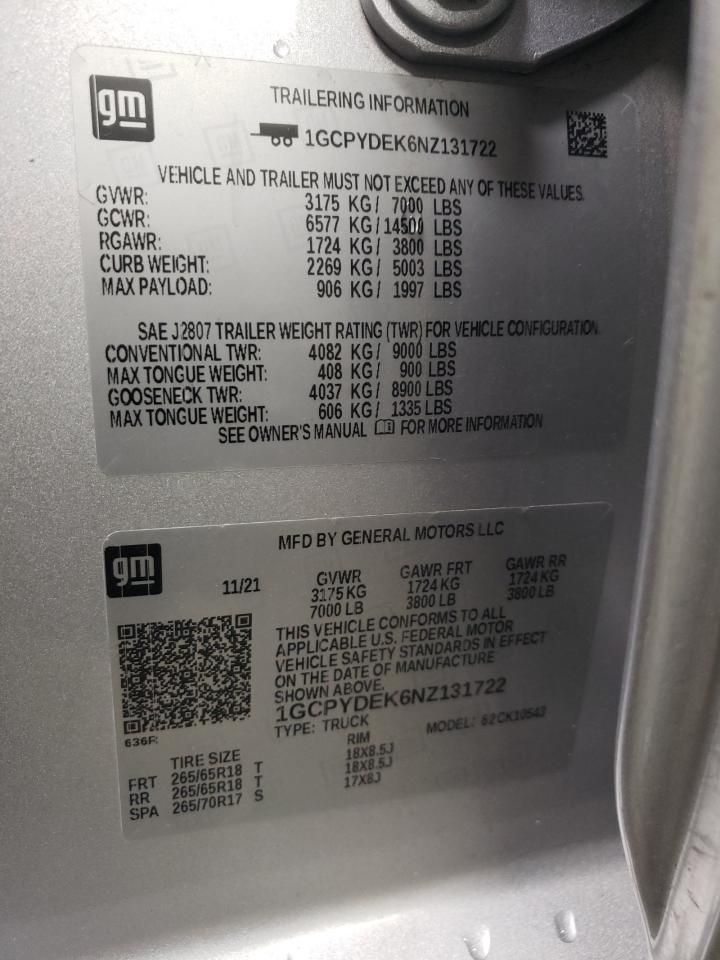 gm
TRAILERING INFORMATION
1GCPYDEK6NZ131722
VEHICLE AND TRAILER MUST NOT EXCEED ANY OF THESE VALUES.
GVWR: 3175 KG/ 7000 LBS
GCWR: 6577 KG/14500 LBS
RGAWR: 1724 KG/ 3800 LBS
CURB WEIGHT: 2269 KG/ 5003 LBS
MAX PAYLOAD: 906 KG/ 1997 LBS
SAE J2807 TRAILER WEIGHT RATING (TWR) FOR VEHICLE CONFIGURATION.
CONVENTIONAL TWR: 4082 KG/ 9000 LBS
MAX TONGUE WEIGHT: 408 KG/ 900 LBS
GOOSENECK TWR: 4037 KG/ 8900 LBS
MAX TONGUE WEIGHT: 606 KG/ 1335 LBS
SEE OWNER'S MANUAL FOR MORE INFORMATION
gm
MFD BY GENERAL MOTORS LLC
11/21 GVWR GAWR FRT GAWR RR
3175 KG 1724 KG 1724 KG
7000 LB 3800 LB 3800 LB
THIS VEHICLE CONFORMS TO ALL
APPLICABLE U.S. FEDERAL MOTOR
VEHICLE SAFETY STANDARDS IN EFFECT
ON THE DATE OF MANUFACTURE
SHOWN ABOVE.
1GCPYDEK6NZ131722
TYPE: TRUCK MODEL: 62CK10543
636F
TIRE SIZE RIM
FRT 265/65R18 T 18X8.5J
RR 265/65R18 T 18X8.5J
SPA 265/70R17 S 17X8J